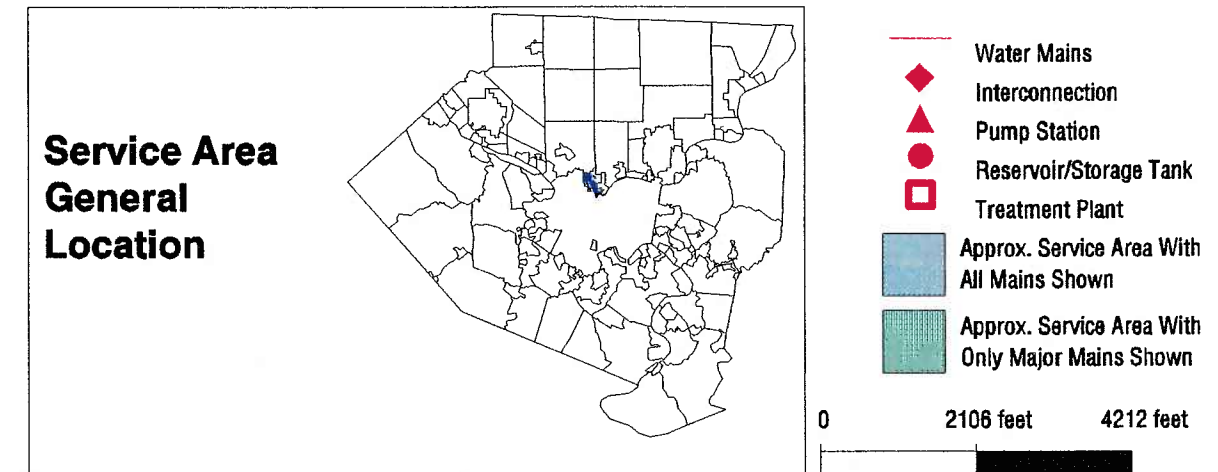 Service Area
General
Location
Water Mains
Interconnection
Pump Station
Reservoir/Storage Tank
Treatment Plant
Approx. Service Area With
All Mains Shown
Approx. Service Area With
Only Major Mains Shown
0 2106 feet 4212 feet